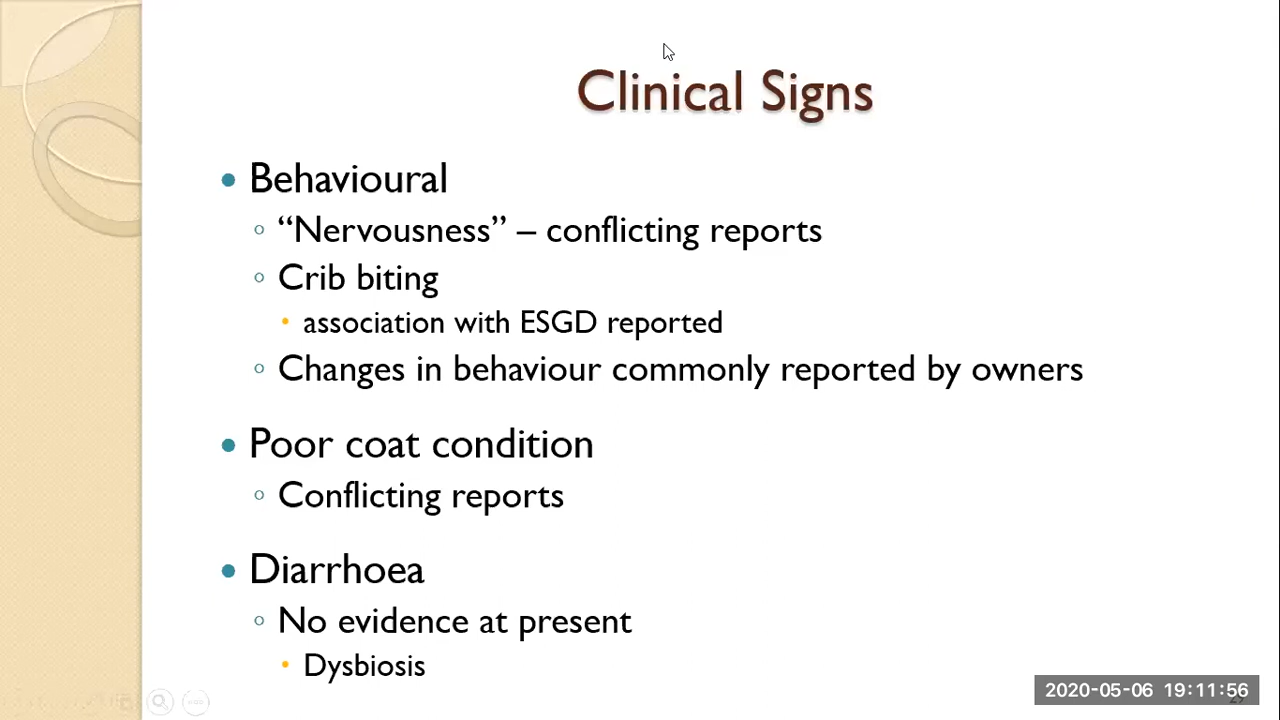 Clinical Signs
Behavioural
“Nervousness” – conflicting reports
Crib biting
association with ESGD reported
Changes in behaviour commonly reported by owners
Poor coat condition
Conflicting reports
Diarrhoea
No evidence at present
Dysbiosis
2020-05-06 19:11:56